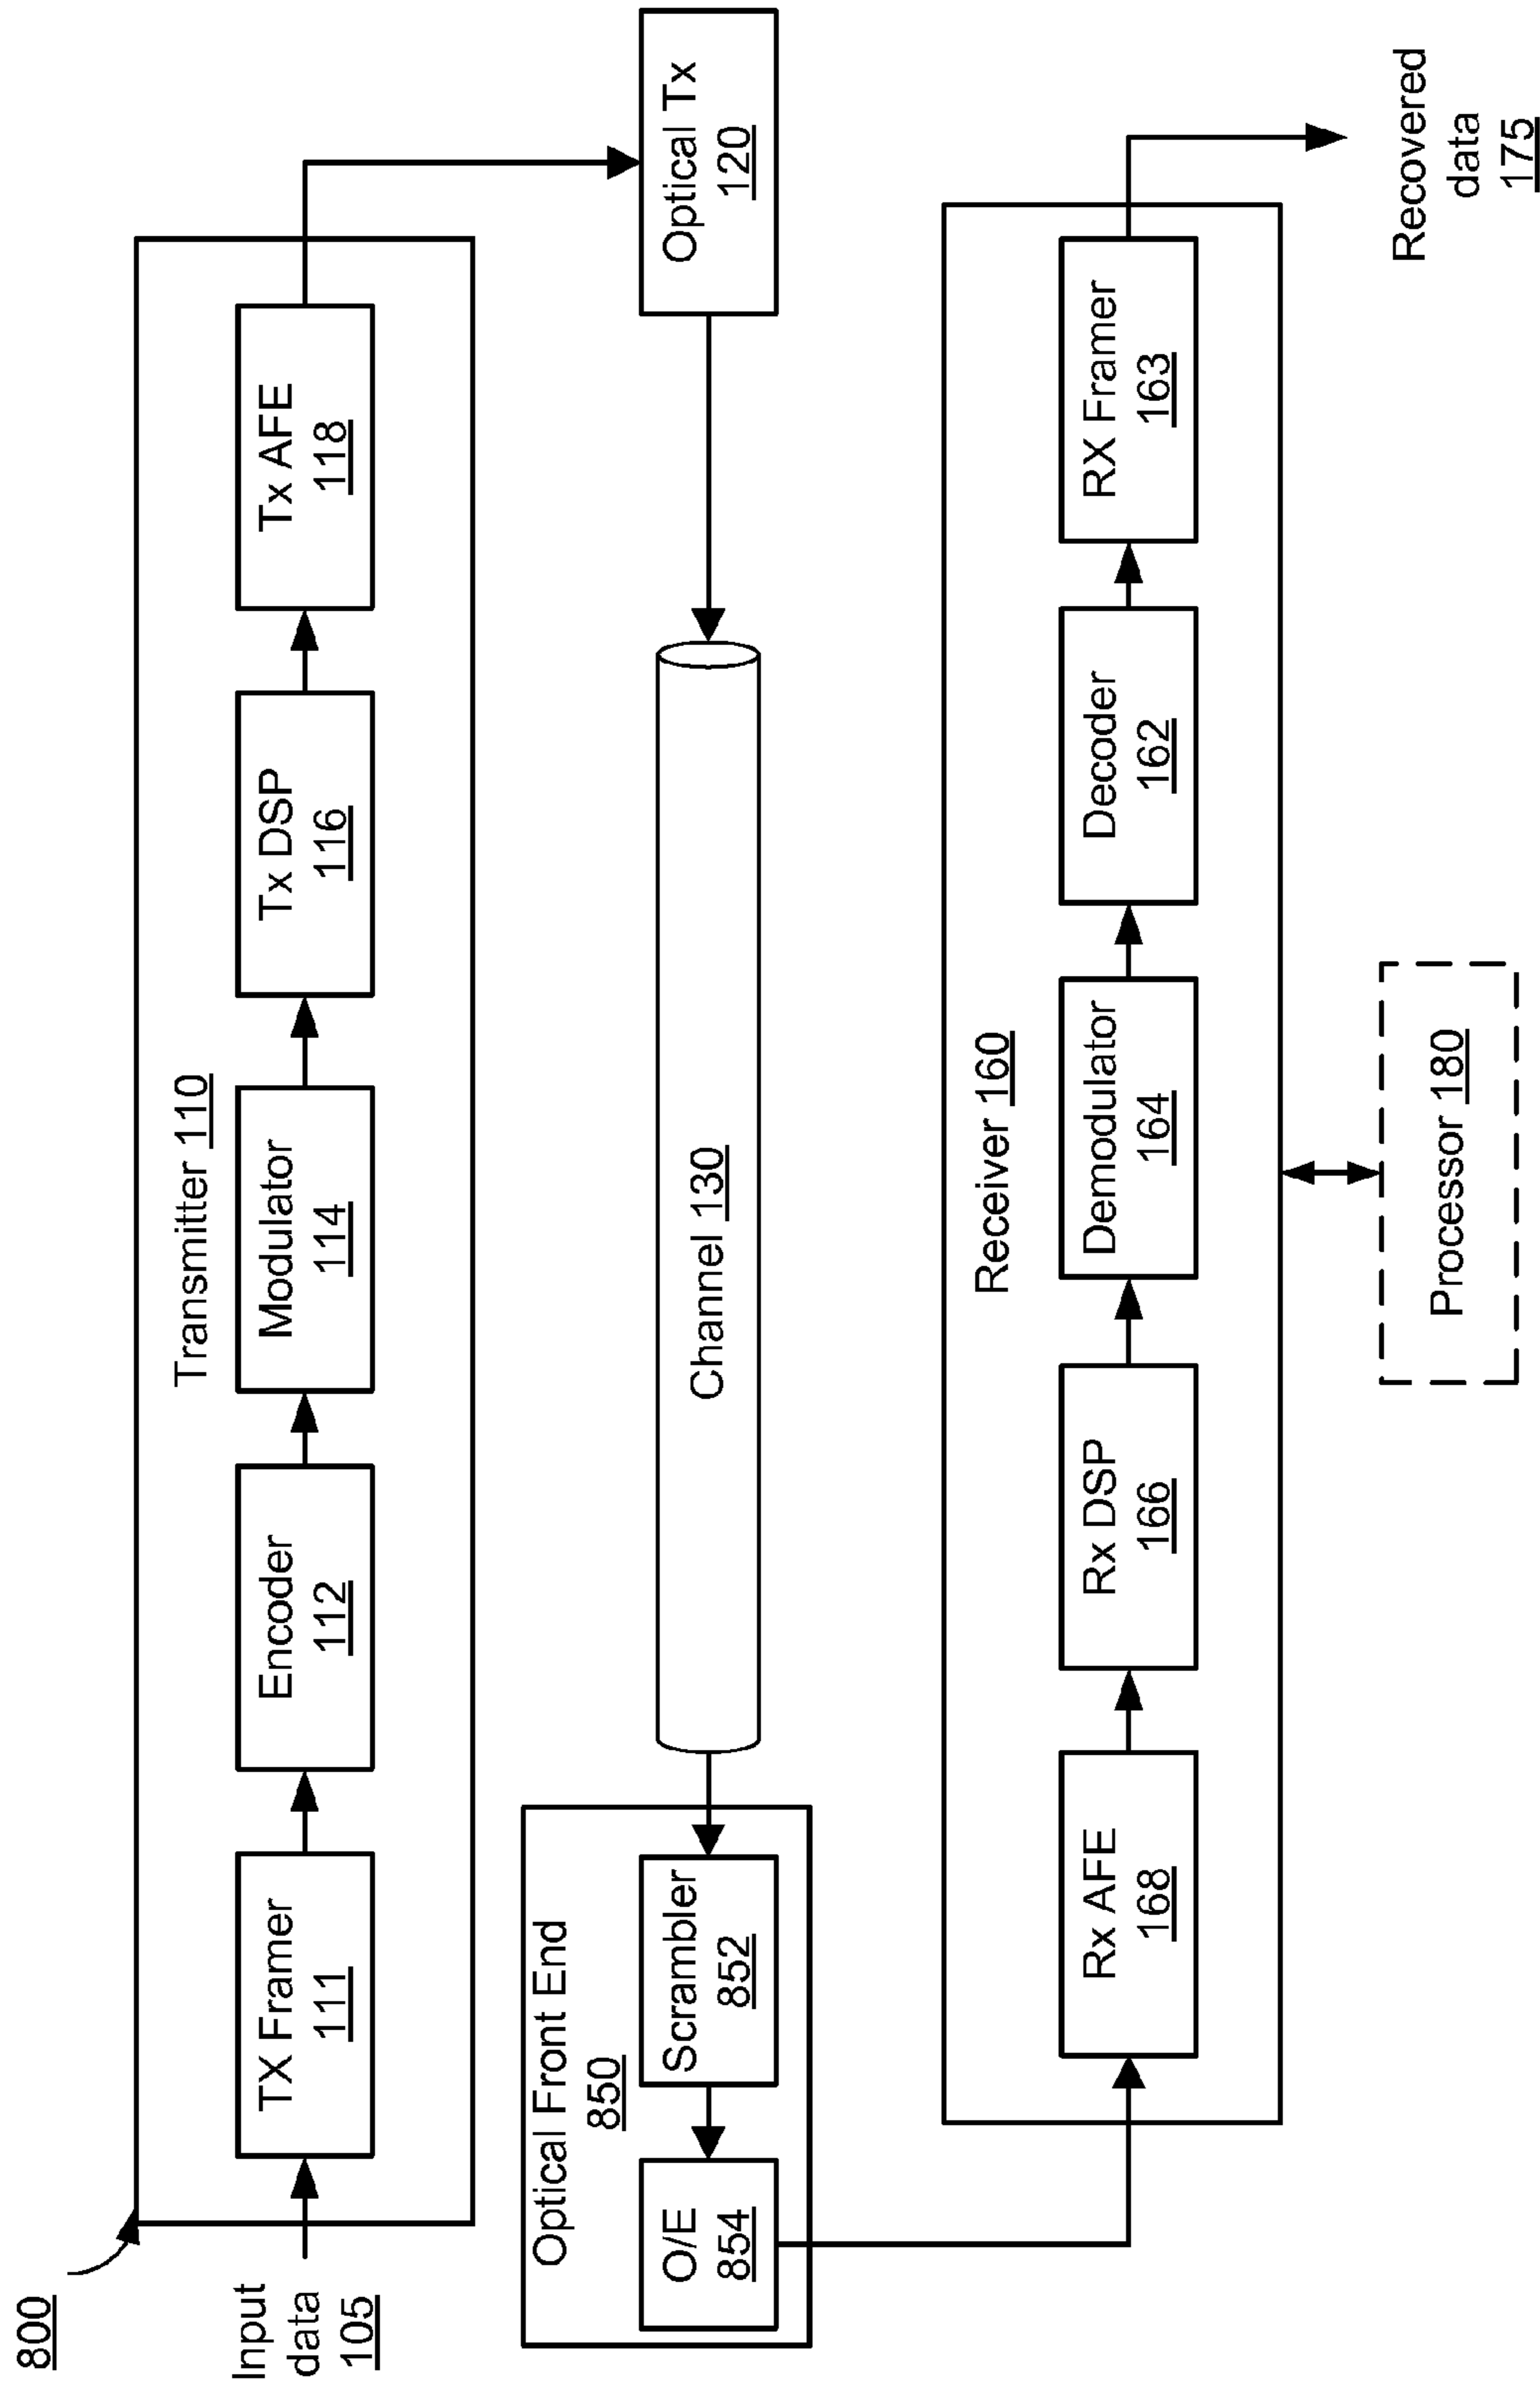 800
Input
data
105
Transmitter 110
TX Framer
111
Encoder
112
Modulator
114
Tx DSP
116
Tx AFE
118
Optical Tx
120
Channel 130
Optical Front End
850
Scrambler
852
O/E
854
Receiver 160
Rx AFE
168
Rx DSP
166
Demodulator
164
Decoder
162
RX Framer
163
Recovered
data
175
Processor 180